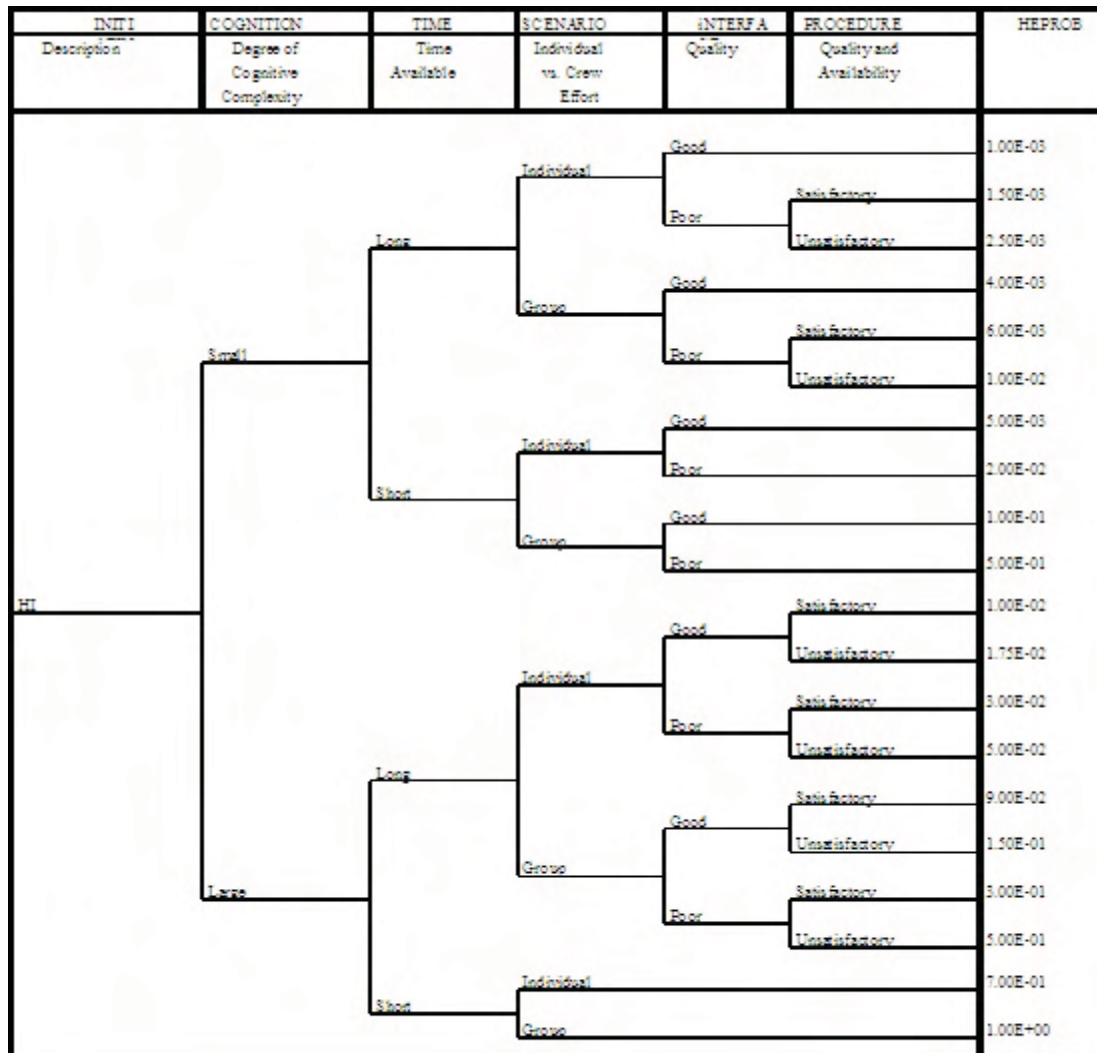 INITI COGNITION TIME SCENARIO INTERFA PROCEDURE HEPROB
Description Degree of Time Individual Quality Quality and
Cognitive Available vs. Crew Availability
Complexity Effort
Good 1.00E-03
Individual
Satisfactory 1.50E-03
Poor
Long Unsatisfactory 2.50E-03
Good 4.00E-03
Group
Satisfactory 6.00E-03
Small Poor
Unsatisfactory 1.00E-02
Good 5.00E-03
Individual
Poor 2.00E-02
Short
Good 1.00E-01
Group
Poor 5.00E-01
HI Satisfactory 1.00E-02
Good
Unsatisfactory 1.75E-02
Individual
Satisfactory 3.00E-02
Poor
Unsatisfactory 5.00E-02
Long
Satisfactory 9.00E-02
Good
Unsatisfactory 1.50E-01
Group
Large Satisfactory 3.00E-01
Poor
Unsatisfactory 5.00E-01
Individual 7.00E-01
Short
Group 1.00E+00